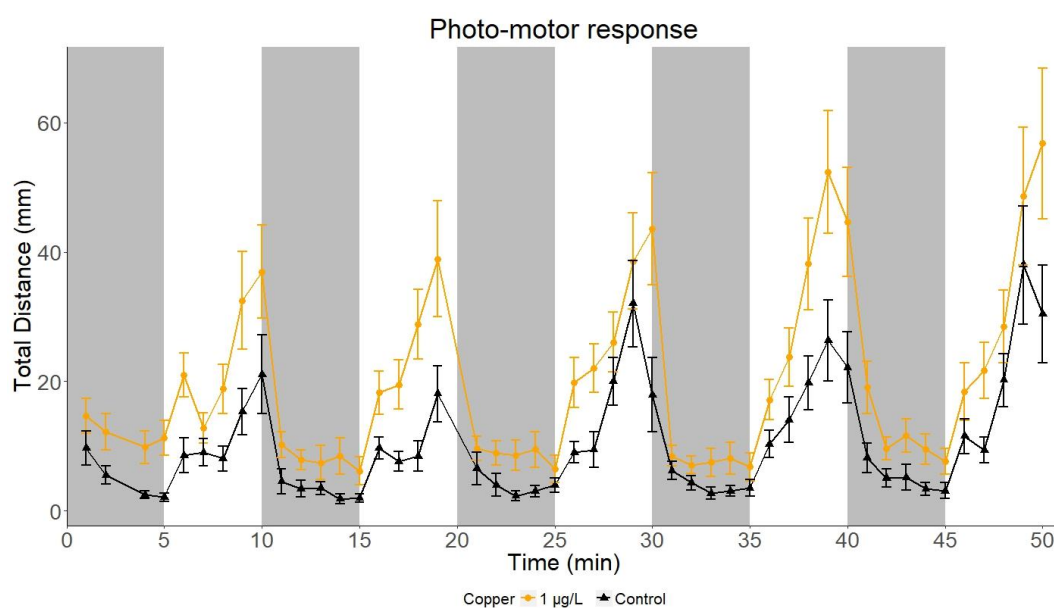 Photo-motor response
Total Distance (mm)
60
40
20
0
0 5 10 15 20 25 30 35 40 45 50
Time (min)
Copper 1 µg/L Control